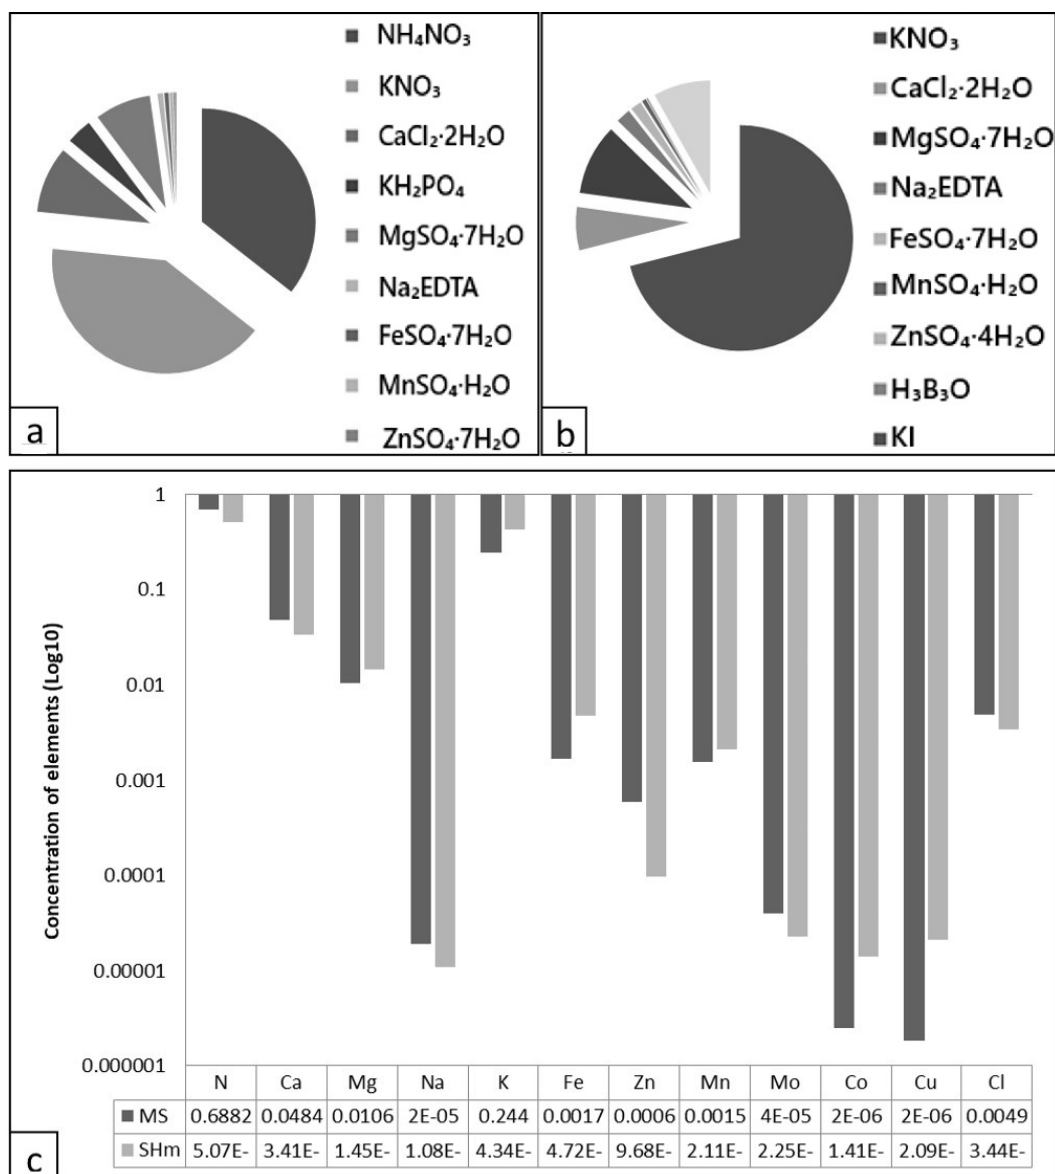 NH₄NO₃
KNO₃
CaCl₂·2H₂O
KH₂PO₄
MgSO₄·7H₂O
Na₂EDTA
FeSO₄·7H₂O
MnSO₄·H₂O
ZnSO₄·7H₂O
a
KNO₃
CaCl₂·2H₂O
MgSO₄·7H₂O
Na₂EDTA
FeSO₄·7H₂O
MnSO₄·H₂O
ZnSO₄·4H₂O
H₃B₃O
KI
b
Concentration of elements (Log10)
1
0.1
0.01
0.001
0.0001
0.00001
0.000001
N Ca Mg Na K Fe Zn Mn Mo Co Cu Cl
MS 0.6882 0.0484 0.0106 2E-05 0.244 0.0017 0.0006 0.0015 4E-05 2E-06 2E-06 0.0049
SHm 5.07E- 3.41E- 1.45E- 1.08E- 4.34E- 4.72E- 9.68E- 2.11E- 2.25E- 1.41E- 2.09E- 3.44E-
c